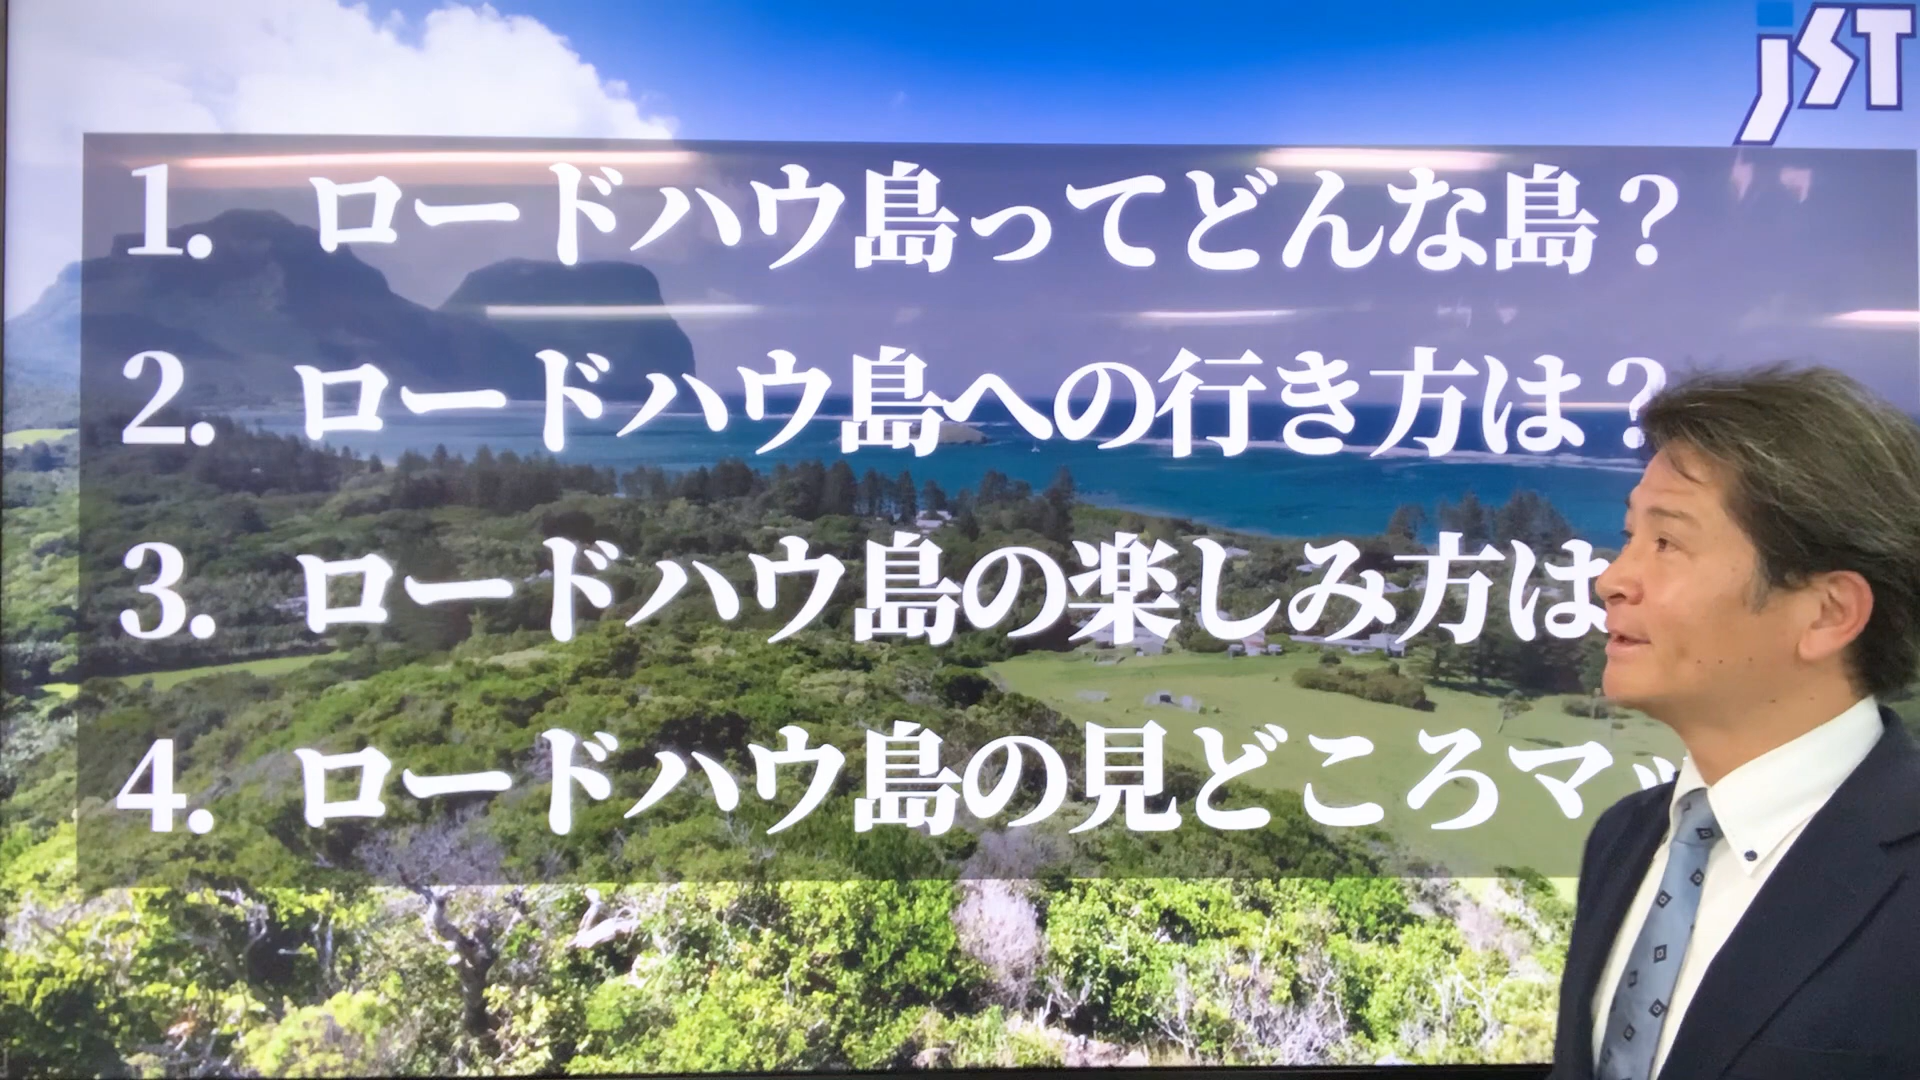 jST
1. ロードハウ島ってどんな島？
2. ロードハウ島への行き方は？
3. ロードハウ島の楽しみ方は
4. ロードハウ島の見どころマッ